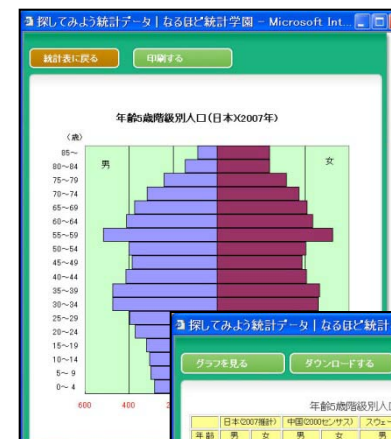 探してみよう統計データ | なるほど統計学園 - Microsoft Int...
統計表に戻る 印刷する
年齢5歳階級別人口(日本X2007年)
(歳)
男 女
85~
80~84
75~79
70~74
65~69
60~64
55~59
50~54
45~49
40~44
35~39
30~34
25~29
20~24
15~19
10~14
5~ 9
0~ 4
600 400 2
探してみよう統計データ | なるほど統計
グラフを見る ダウンロードする
年齢5歳階級別人口
日本(2007推計) 中国(2000センサス) スウェー
年齢 男 女 男 女 男